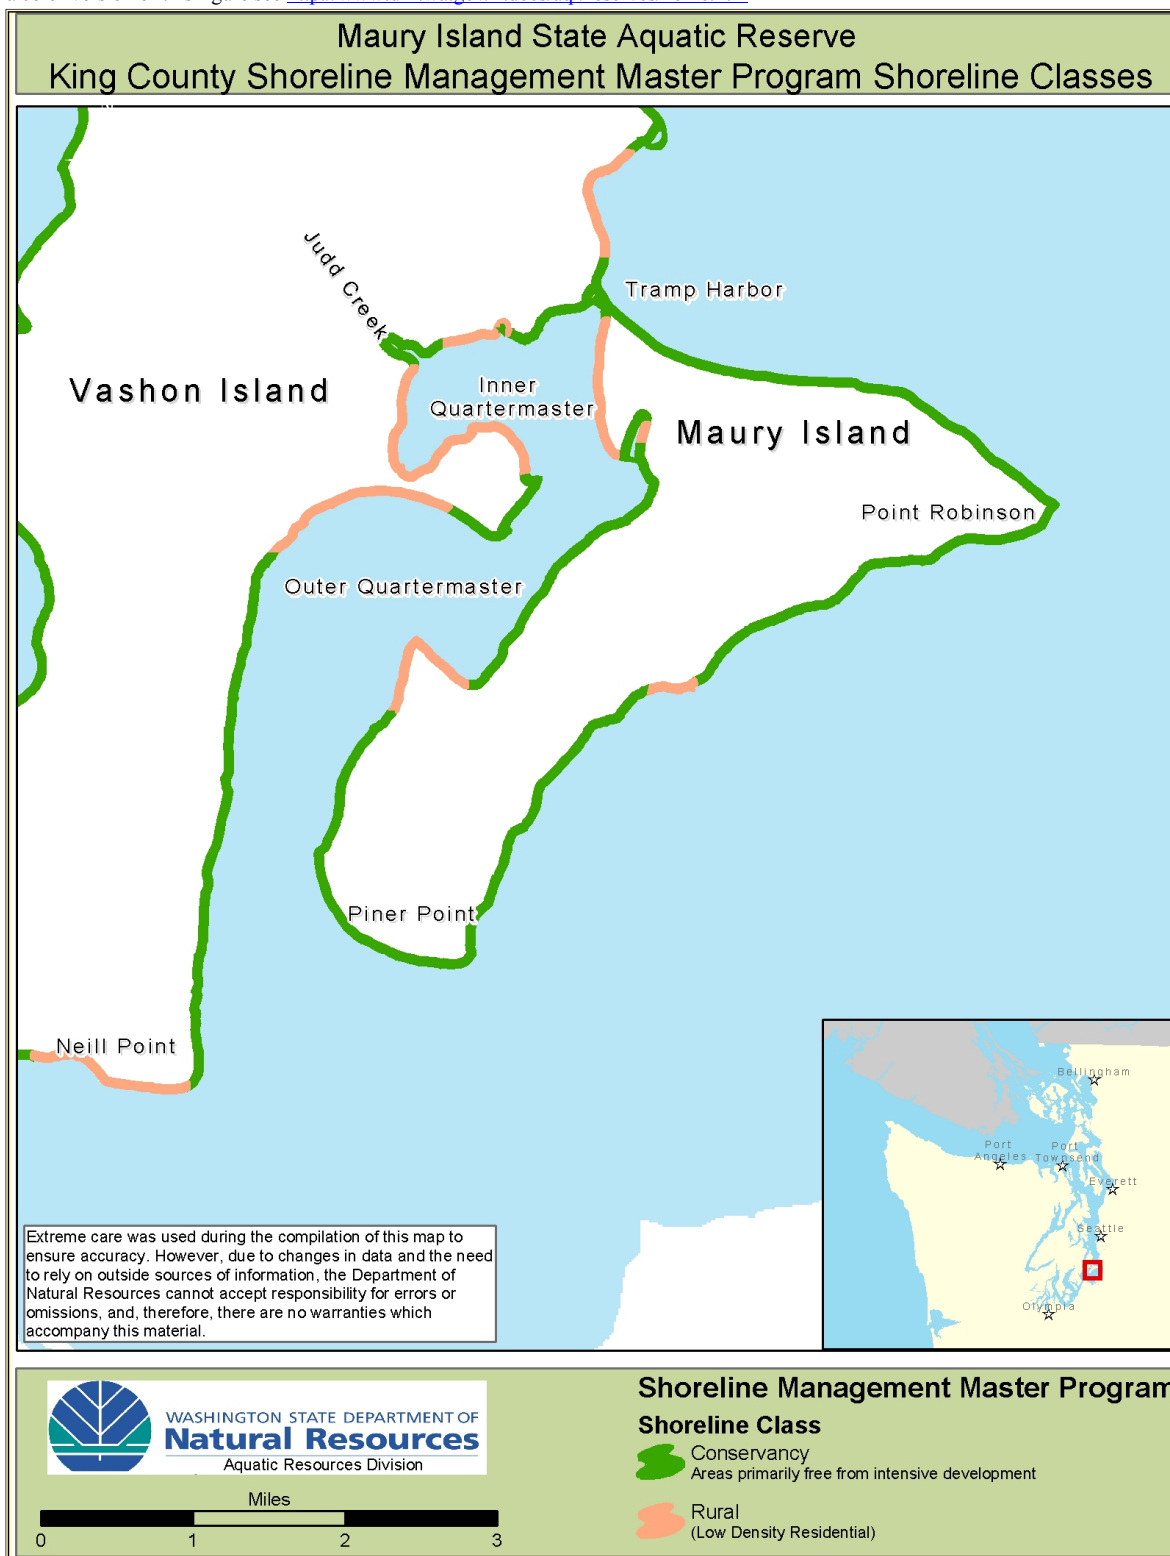 Maury Island State Aquatic Reserve
King County Shoreline Management Master Program Shoreline Classes
Judd Creek
Tramp Harbor
Vashon Island
Inner
Quartermaster
Maury Island
Point Robinson
Outer Quartermaster
Piner Point
Neill Point
Bellingham
Port
Angeles
Port
Townsend
Everett
Seattle
Olympia
Extreme care was used during the compilation of this map to
ensure accuracy. However, due to changes in data and the need
to rely on outside sources of information, the Department of
Natural Resources cannot accept responsibility for errors or
omissions, and, therefore, there are no warranties which
accompany this material.
WASHINGTON STATE DEPARTMENT OF
Natural Resources
Aquatic Resources Division
Miles
0 1 2 3
Shoreline Management Master Program
Shoreline Class
Conservancy
Areas primarily free from intensive development
Rural
(Low Density Residential)